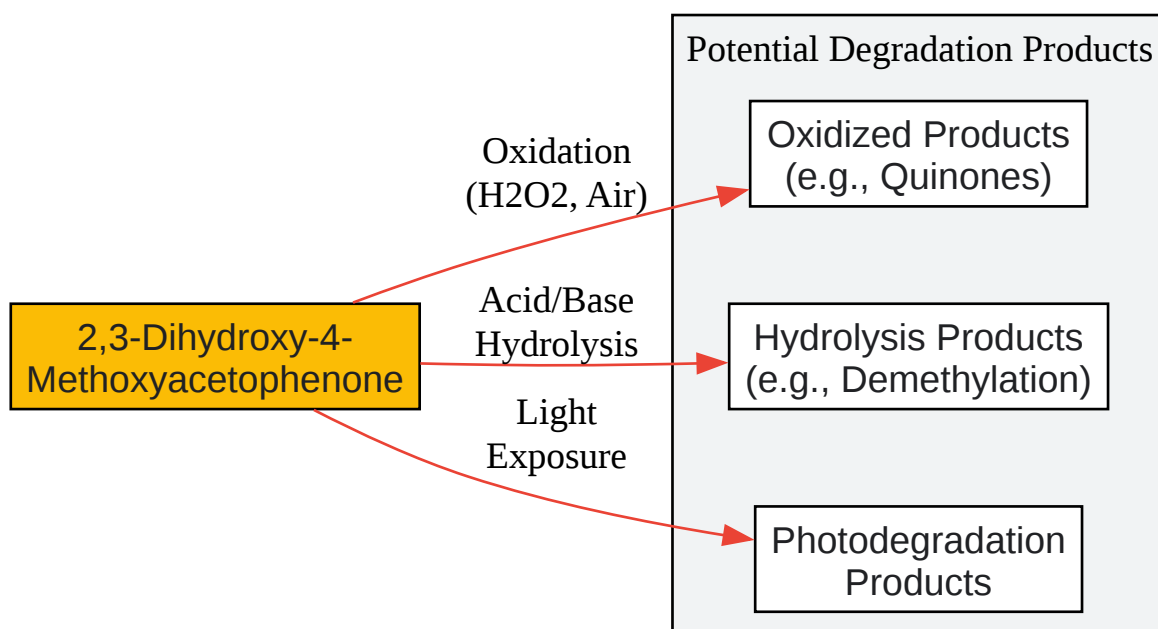 Potential Degradation Products
Oxidized Products
(e.g., Quinones)
Oxidation
(H2O2, Air)
2,3-Dihydroxy-4-
Methoxyacetophenone
Acid/Base
Hydrolysis
Hydrolysis Products
(e.g., Demethylation)
Light
Exposure
Photodegradation
Products